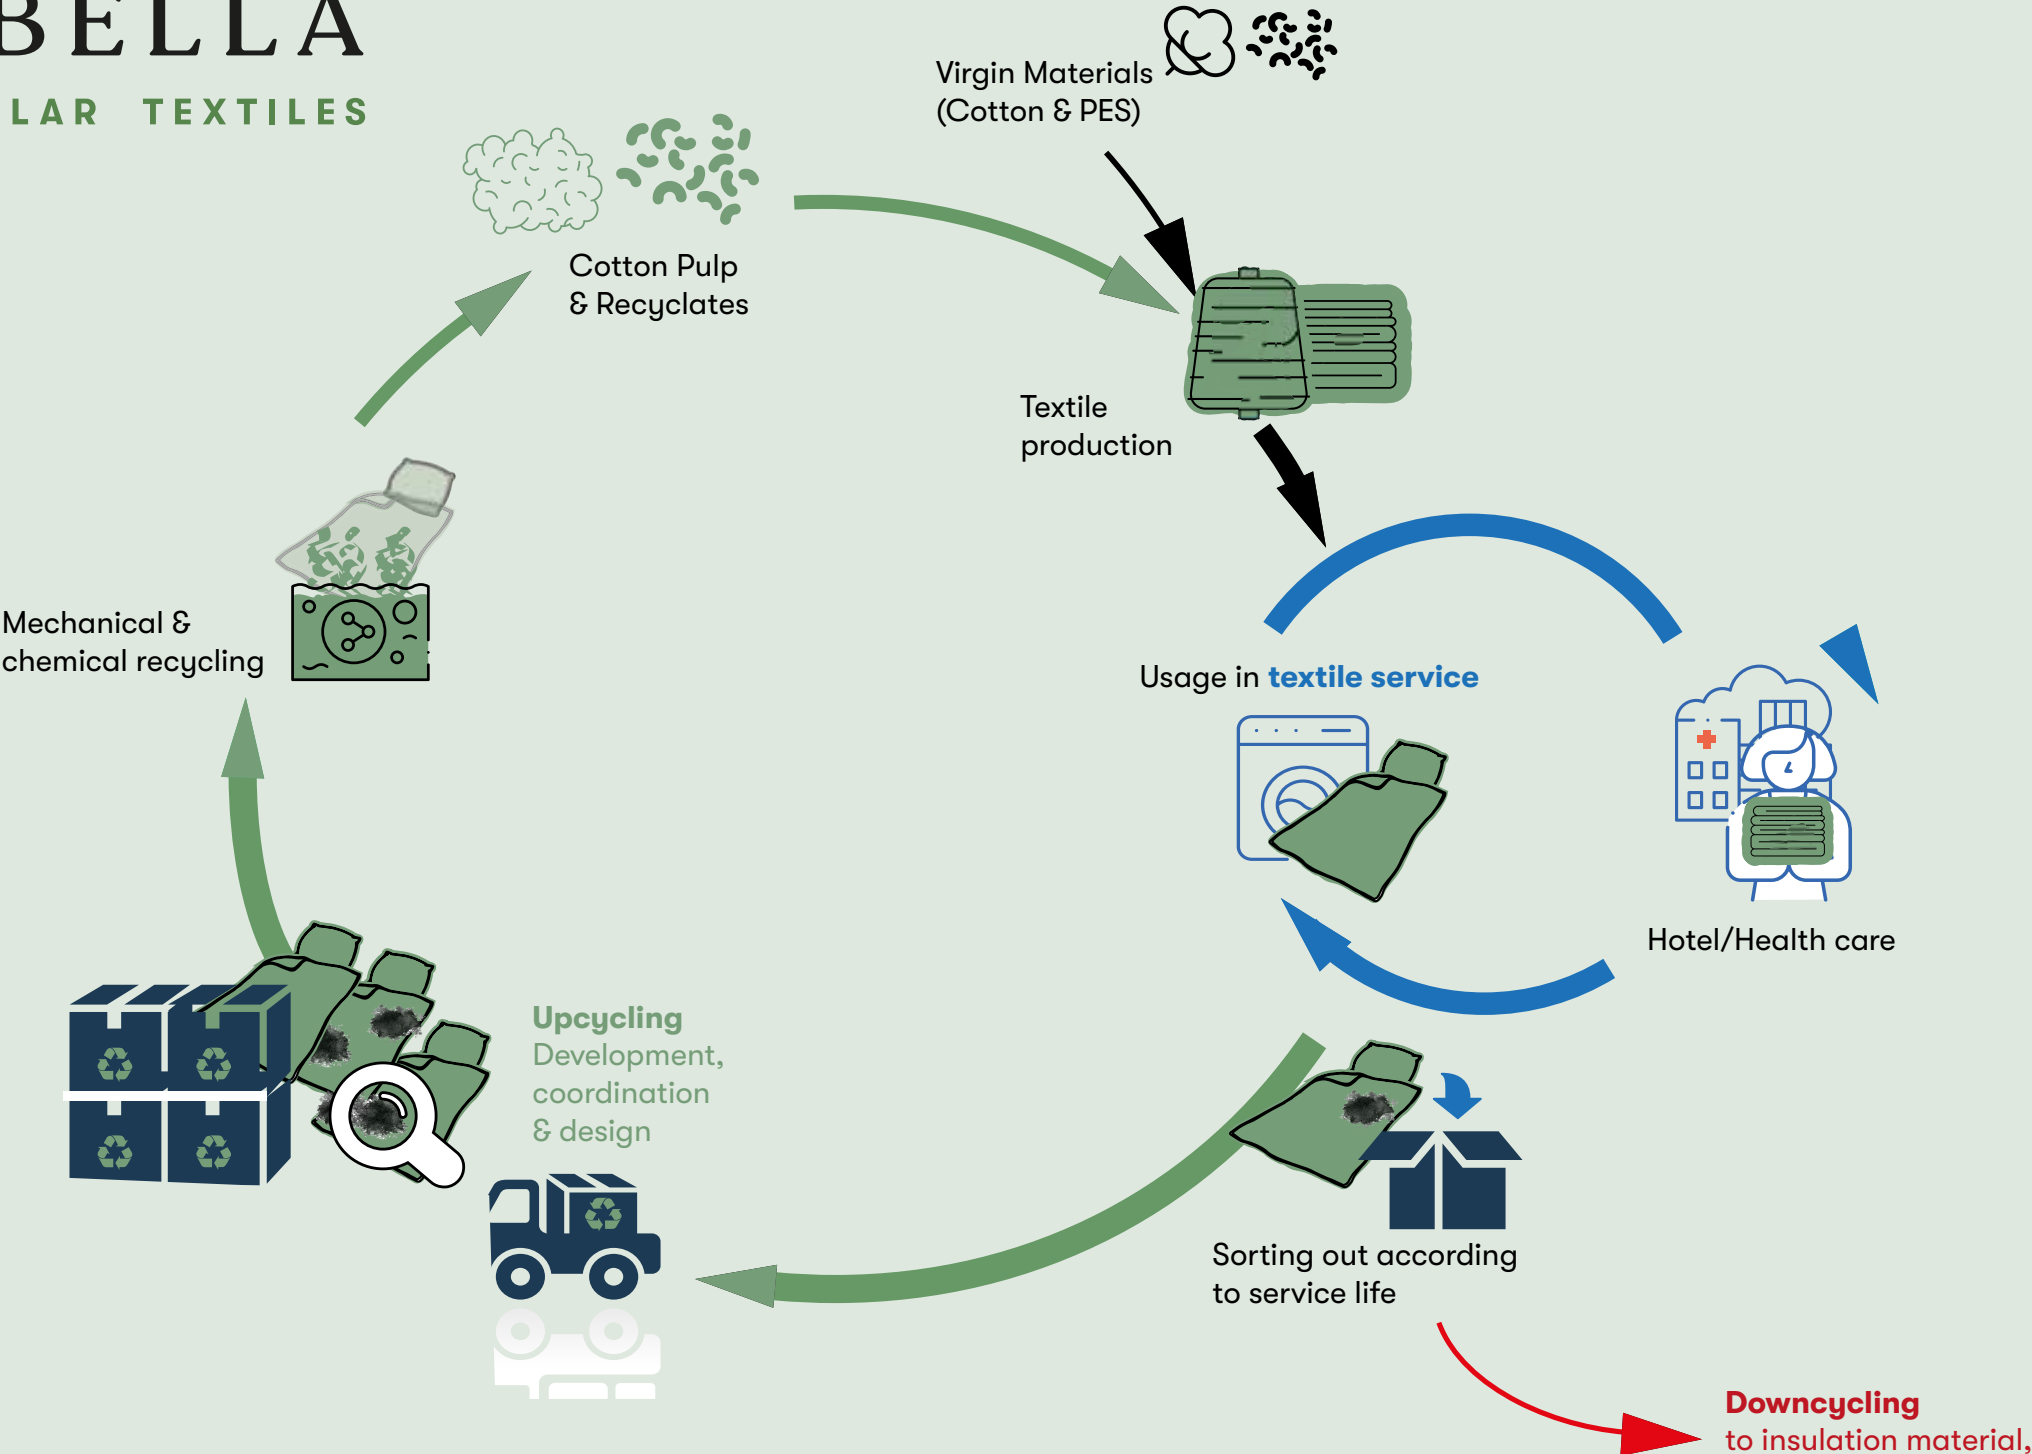 BELLA
LAR TEXTILES
Virgin Materials
(Cotton & PES)
Cotton Pulp
& Recyclates
Textile
production
Mechanical &
chemical recycling
Usage in textile service
Hotel/Health care
Upcycling
Development,
coordination
& design
Sorting out according
to service life
Downcycling
to insulation material,